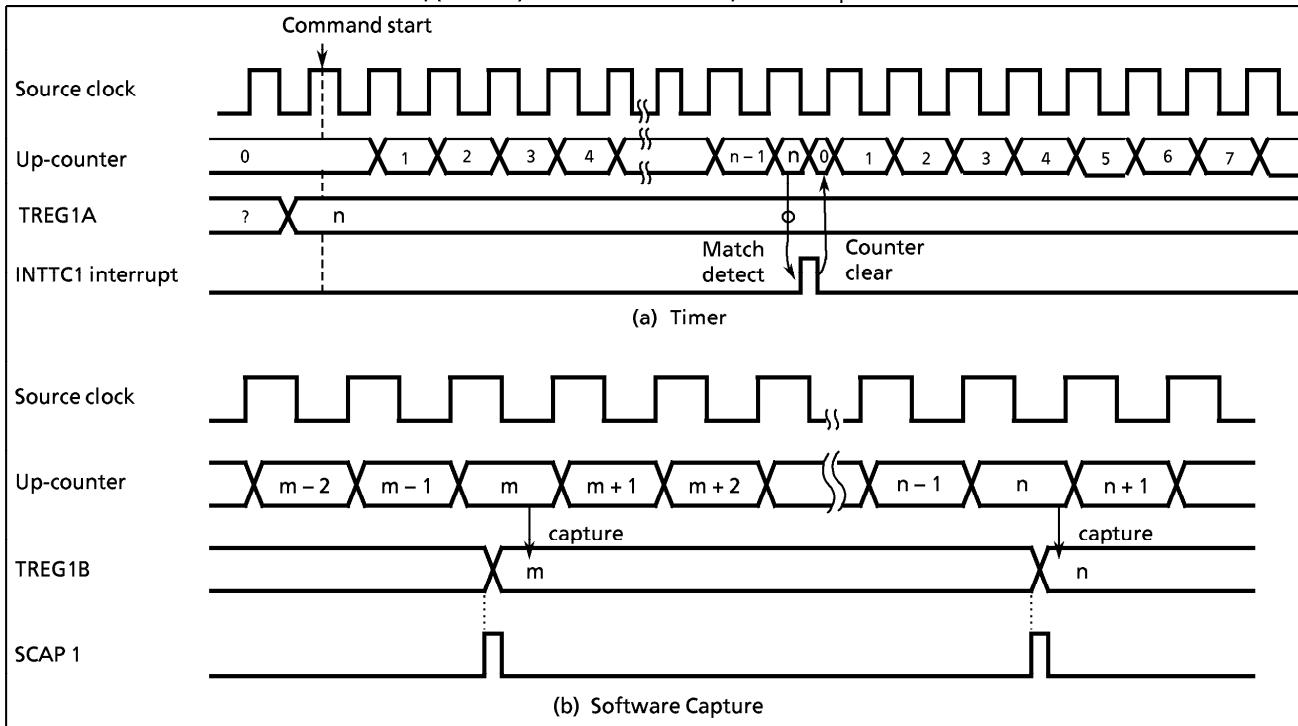 Command start
Source clock
Up-counter
0 1 2 3 4 n – 1 n 0 1 2 3 4 5 6 7
TREG1A
? n
Match detect
Counter clear
INTTC1 interrupt
(a) Timer
Source clock
Up-counter
m – 2 m – 1 m m + 1 m + 2 n – 1 n n + 1
capture capture
TREG1B
m n
SCAP 1
(b) Software Capture